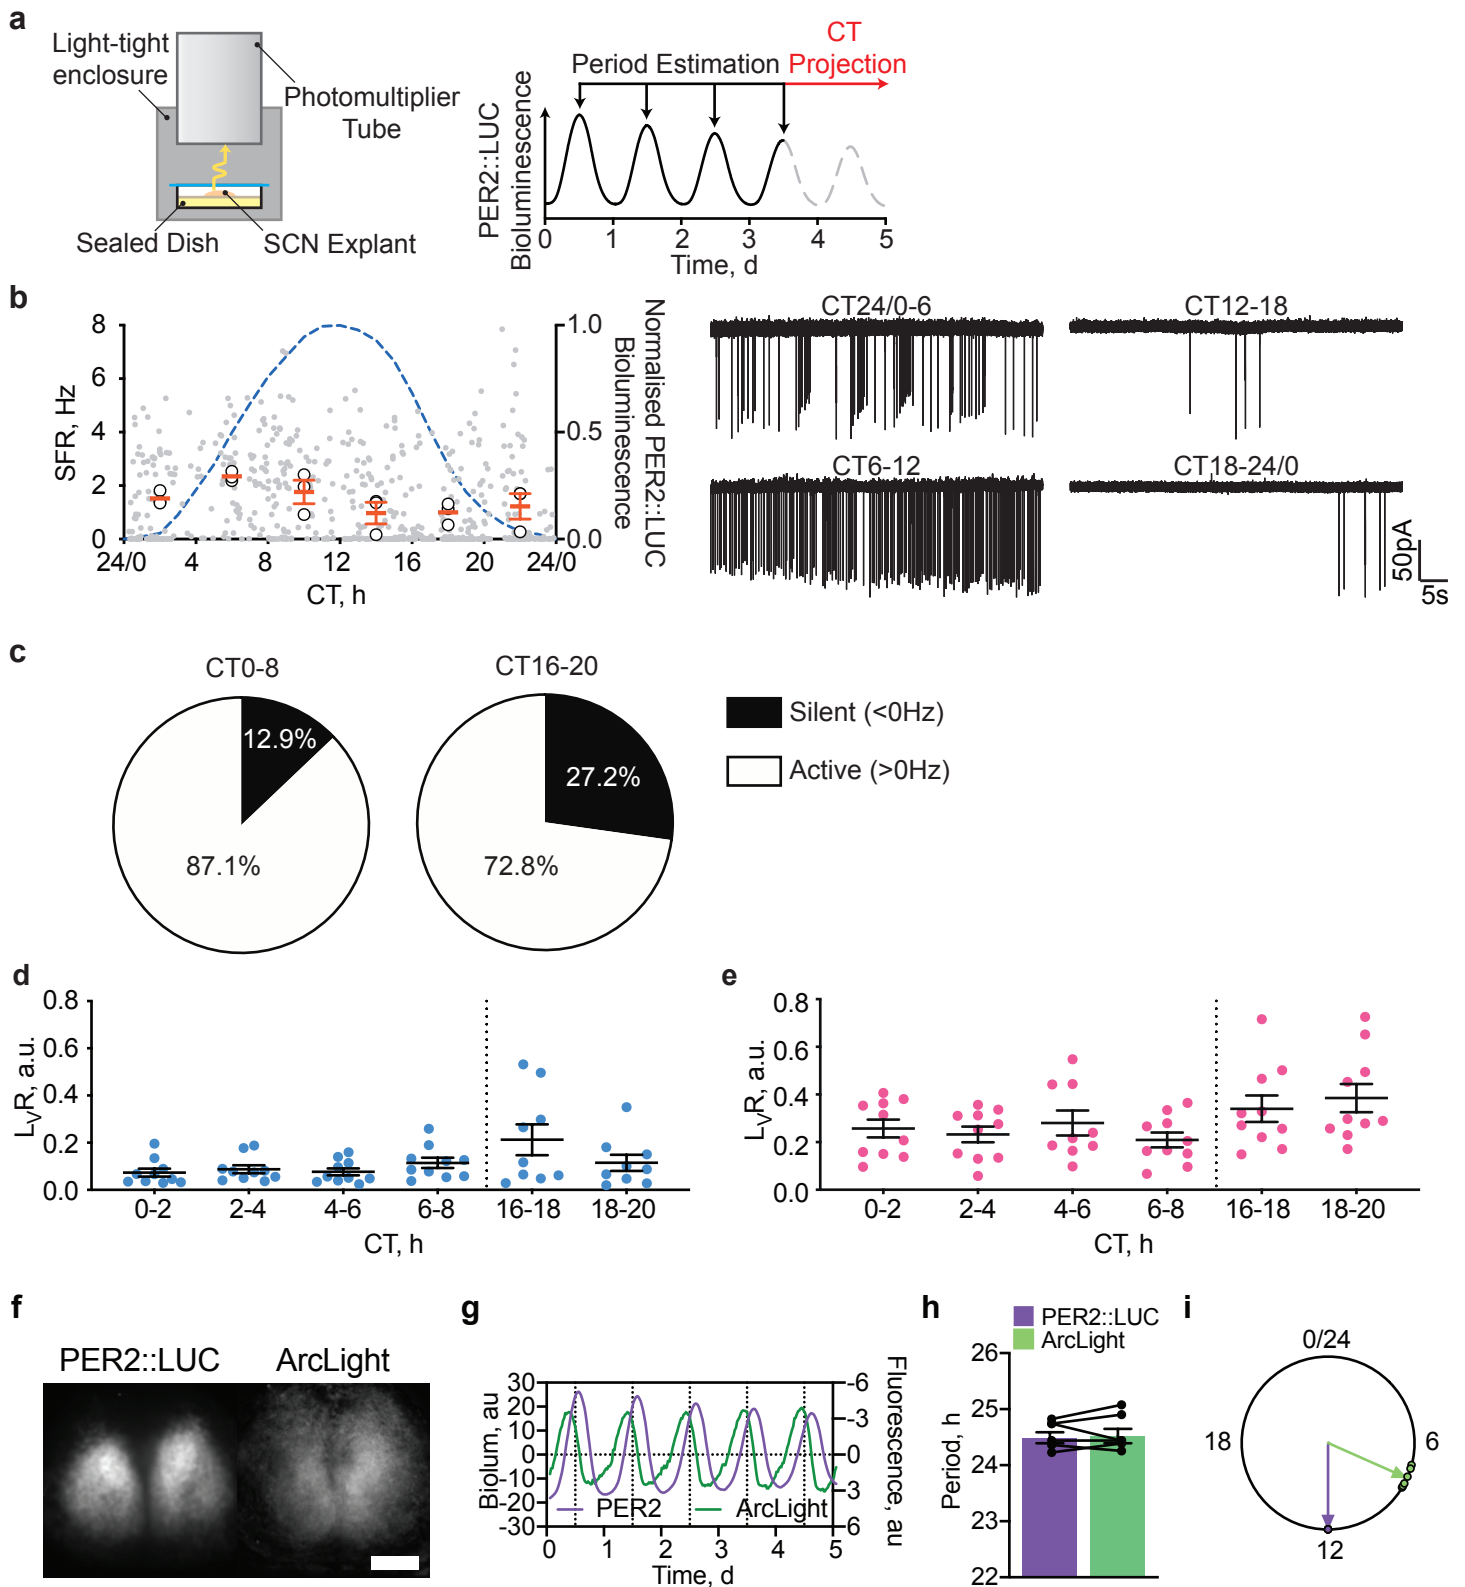 a
Light-tight
enclosure
Photomultiplier
Tube
Sealed Dish
SCN Explant
CT
Period Estimation
Projection
PER2::LUC
Bioluminescence
0 1 2 3 4 5
Time, d
b
8
6
4
2
0
SFR, Hz
24/0 4 8 12 16 20 24/0
CT, h
1.0
0.5
0.0
Normalised PER2::LUC
Bioluminescence
CT24/0-6
CT12-18
CT6-12
CT18-24/0
50pA
5s
c
CT0-8
12.9%
87.1%
CT16-20
27.2%
72.8%
Silent (<0Hz)
Active (>0Hz)
d
0.8
0.6
0.4
0.2
0.0
LVR, a.u.
0-2 2-4 4-6 6-8 16-18 18-20
CT, h
e
0.8
0.6
0.4
0.2
0.0
LVR, a.u.
0-2 2-4 4-6 6-8 16-18 18-20
CT, h
f
PER2::LUC
ArcLight
g
30
20
10
0
-10
-20
-30
Biolum, au
-6
-3
0
3
6
Fluorescence, au
PER2
ArcLight
0 1 2 3 4 5
Time, d
h
PER2::LUC
ArcLight
26
25
24
23
22
Period, h
i
0/24
6
12
18